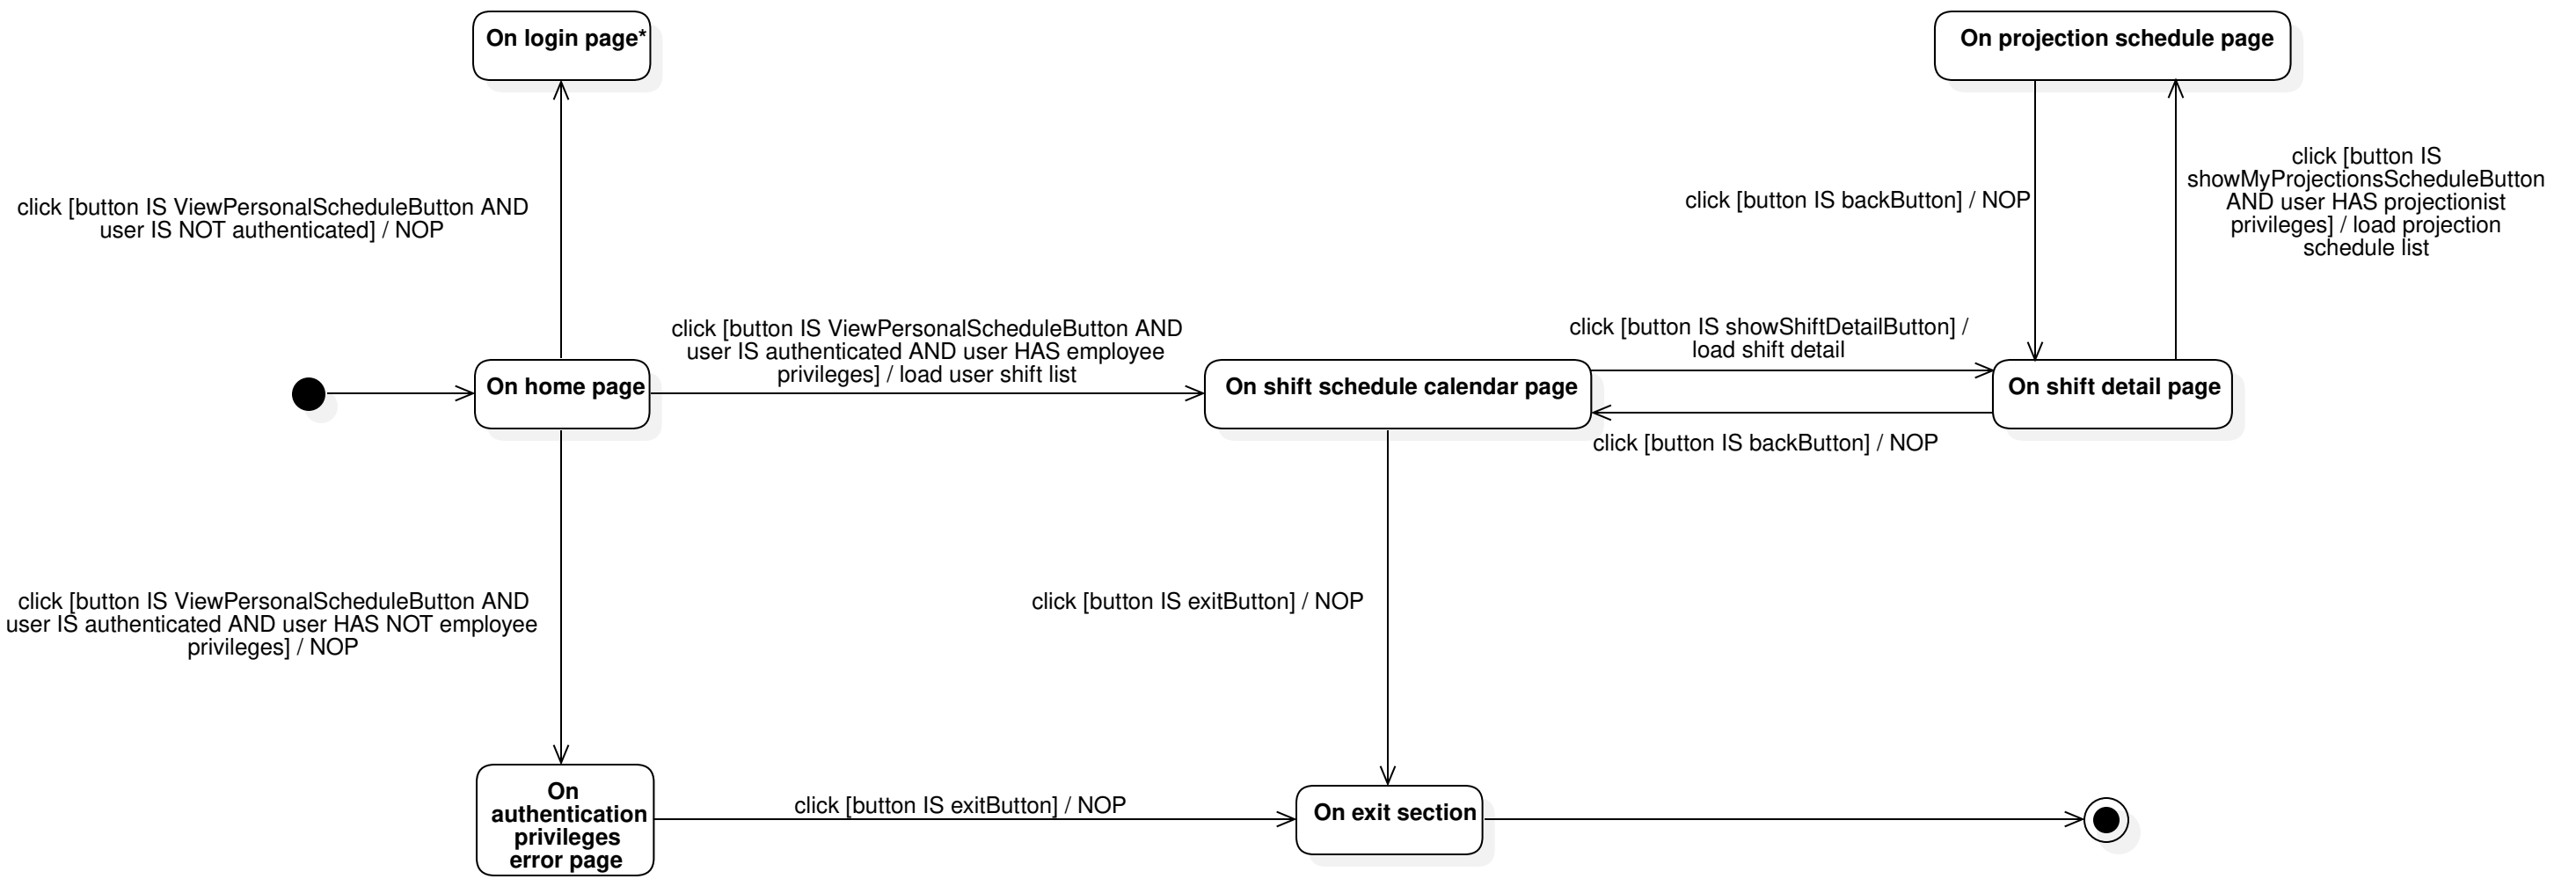 On login page*
On projection schedule page
click [button IS
showMyProjectionsScheduleButton
AND user HAS projectionist
privileges] / load projection
schedule list
click [button IS backButton] / NOP
click [button IS ViewPersonalScheduleButton AND
user IS NOT authenticated] / NOP
click [button IS ViewPersonalScheduleButton AND
user IS authenticated AND user HAS employee
privileges] / load user shift list
click [button IS showShiftDetailButton] /
load shift detail
On home page
On shift schedule calendar page
On shift detail page
click [button IS backButton] / NOP
click [button IS ViewPersonalScheduleButton AND
user IS authenticated AND user HAS NOT employee
privileges] / NOP
click [button IS exitButton] / NOP
On
authentication
privileges
error page
click [button IS exitButton] / NOP
On exit section